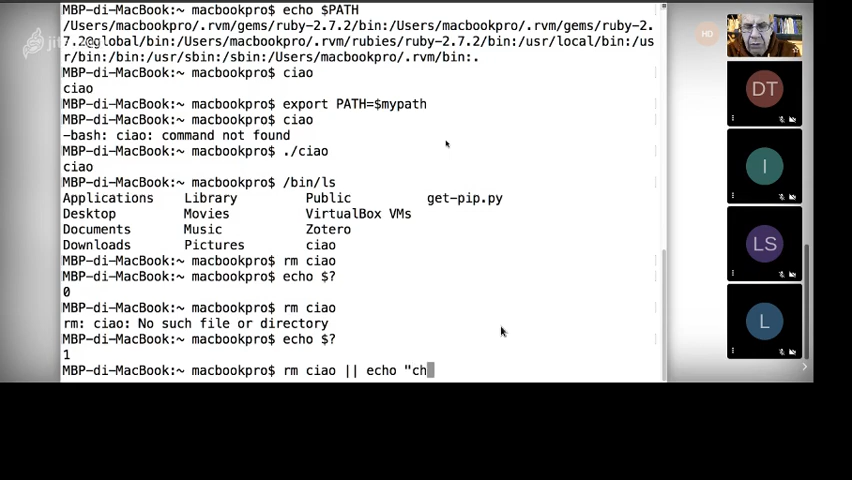 MBP-di-MacBook:~ macbookpro$ echo $PATH
/Users/macbookpro/.rvm/gems/ruby-2.7.2/bin:/Users/macbookpro/.rvm/gems/ruby-2.
7.2@global/bin:/Users/macbookpro/.rvm/rubies/ruby-2.7.2/bin:/usr/local/bin:/us
r/bin:/bin:/usr/sbin:/sbin:/Users/macbookpro/.rvm/bin:.
MBP-di-MacBook:~ macbookpro$ ciao
ciao
MBP-di-MacBook:~ macbookpro$ export PATH=$mypath
MBP-di-MacBook:~ macbookpro$ ciao
-bash: ciao: command not found
MBP-di-MacBook:~ macbookpro$ ./ciao
ciao
MBP-di-MacBook:~ macbookpro$ /bin/ls
Applications Library Public get-pip.py
Desktop Movies VirtualBox VMs
Documents Music Zotero
Downloads Pictures ciao
MBP-di-MacBook:~ macbookpro$ rm ciao
MBP-di-MacBook:~ macbookpro$ echo $?
0
MBP-di-MacBook:~ macbookpro$ rm ciao
rm: ciao: No such file or directory
MBP-di-MacBook:~ macbookpro$ echo $?
1
MBP-di-MacBook:~ macbookpro$ rm ciao || echo "ch
HD
DT
I
LS
L